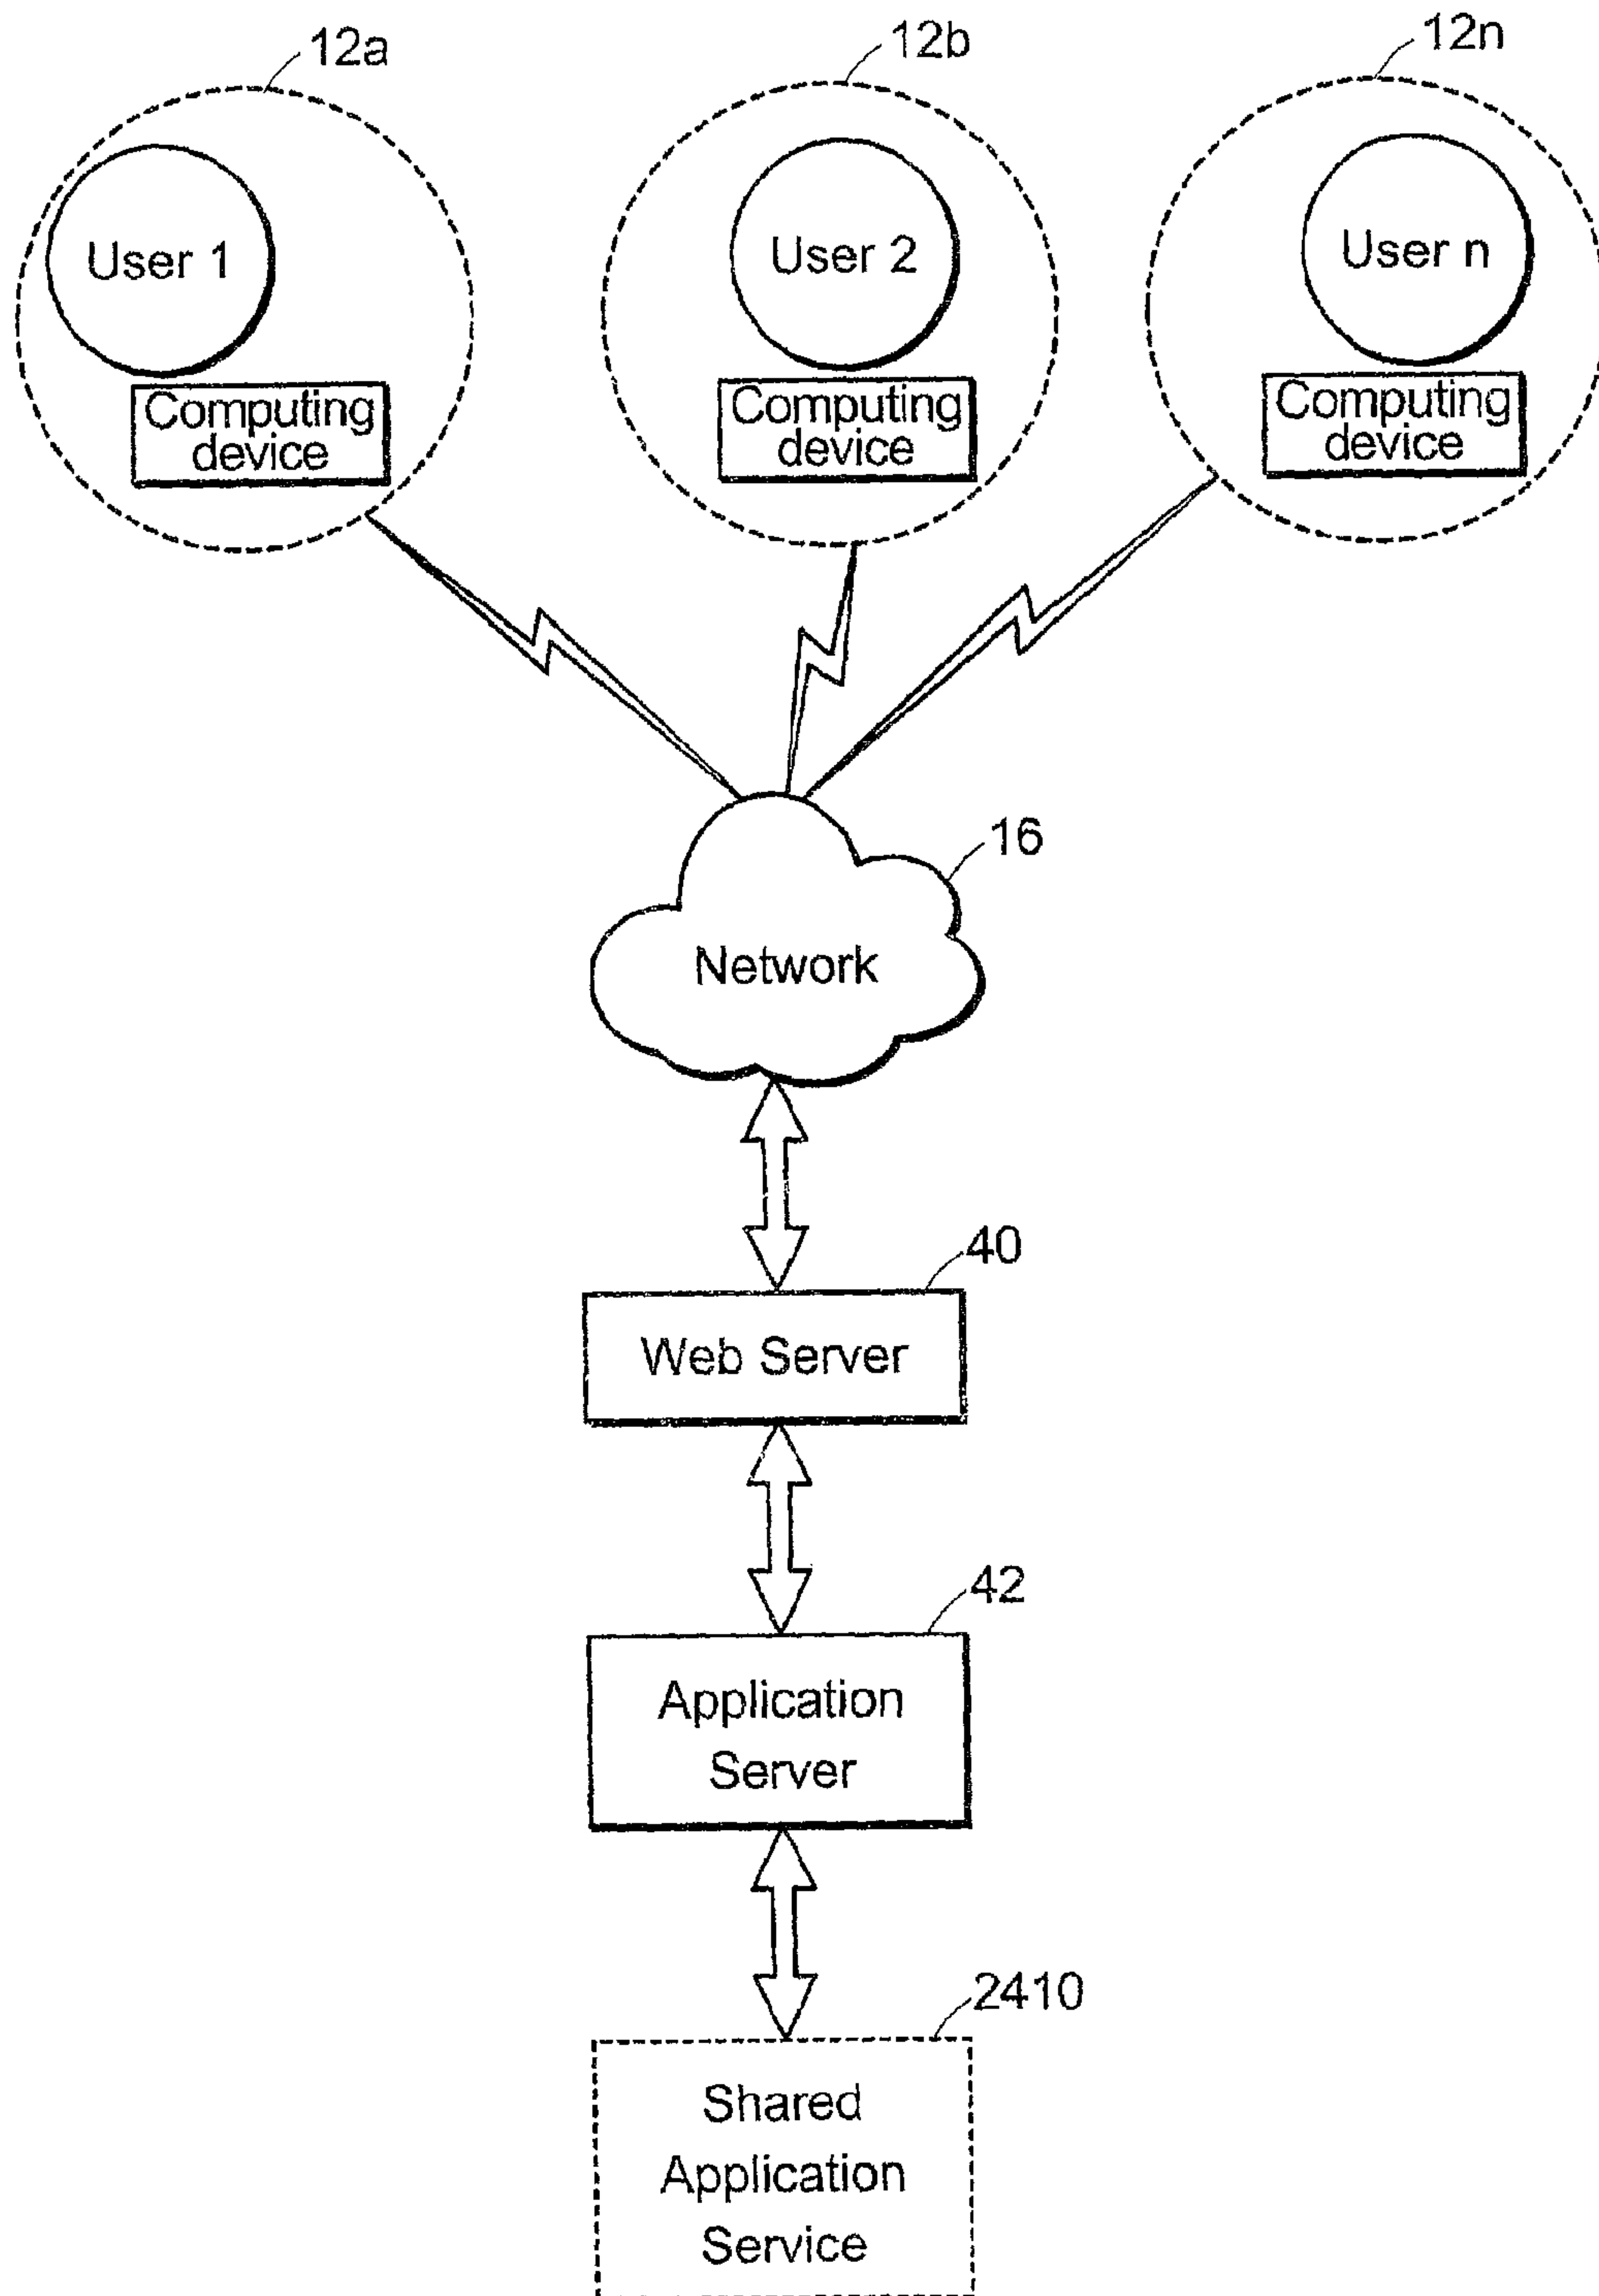 12a
12b
12n
User 1
User 2
User n
Computing
device
Computing
device
Computing
device
16
Network
40
Web Server
42
Application
Server
2410
Shared
Application
Service